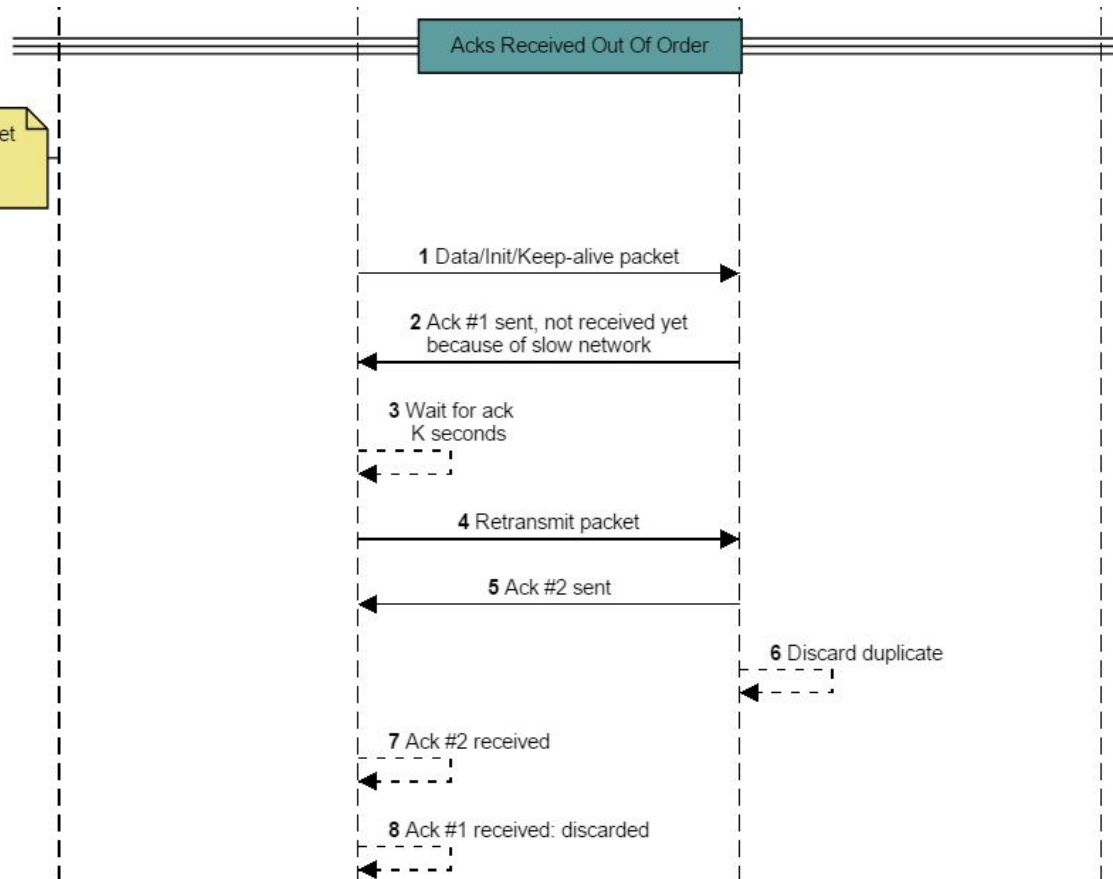 Acks Received Out Of Order
et
1 Data/Init/Keep-alive packet
2 Ack #1 sent, not received yet
because of slow network
3 Wait for ack
K seconds
4 Retransmit packet
5 Ack #2 sent
6 Discard duplicate
7 Ack #2 received
8 Ack #1 received: discarded